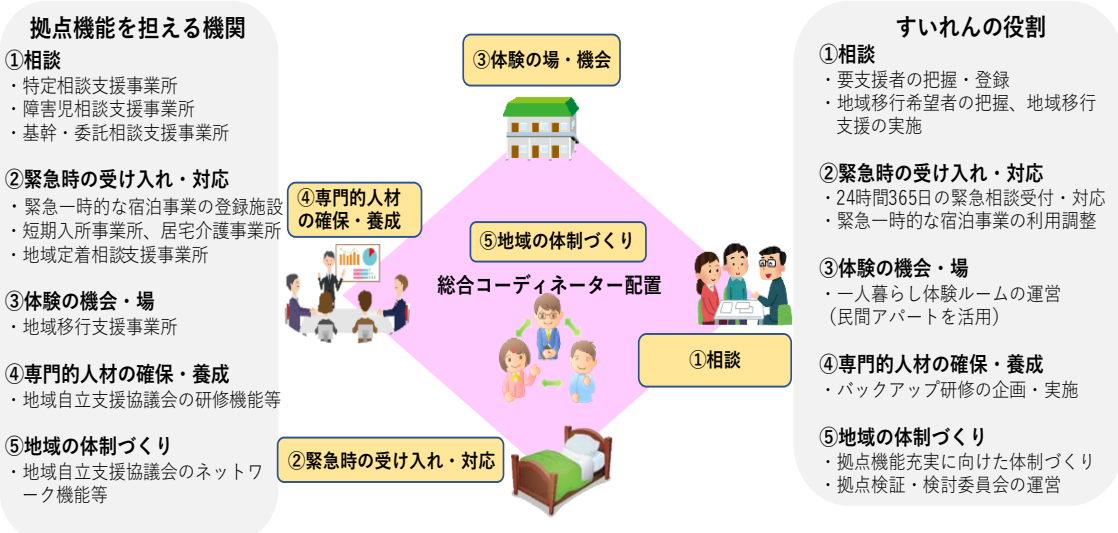 拠点機能を担える機関
①相談
・特定相談支援事業所
・障害児相談支援事業所
・基幹・委託相談支援事業所
②緊急時の受け入れ・対応
・緊急一時的な宿泊事業の登録施設
・短期入所事業所、居宅介護事業所
・地域定着相談支援事業所
③体験の機会・場
・地域移行支援事業所
④専門的人材の確保・養成
・地域自立支援協議会の研修機能等
⑤地域の体制づくり
・地域自立支援協議会のネットワ
ーク機能等
③体験の場・機会
④専門的人材
の確保・養成
⑤地域の体制づくり
総合コーディネーター配置
①相談
②緊急時の受け入れ・対応
すいれんの役割
①相談
・要支援者の把握・登録
・地域移行希望者の把握、地域移行
支援の実施
②緊急時の受け入れ・対応
・24時間365日の緊急相談受付・対応
・緊急一時的な宿泊事業の利用調整
③体験の機会・場
・一人暮らし体験ルームの運営
（民間アパートを活用）
④専門的人材の確保・養成
・バックアップ研修の企画・実施
⑤地域の体制づくり
・拠点機能充実に向けた体制づくり
・拠点検証・検討委員会の運営